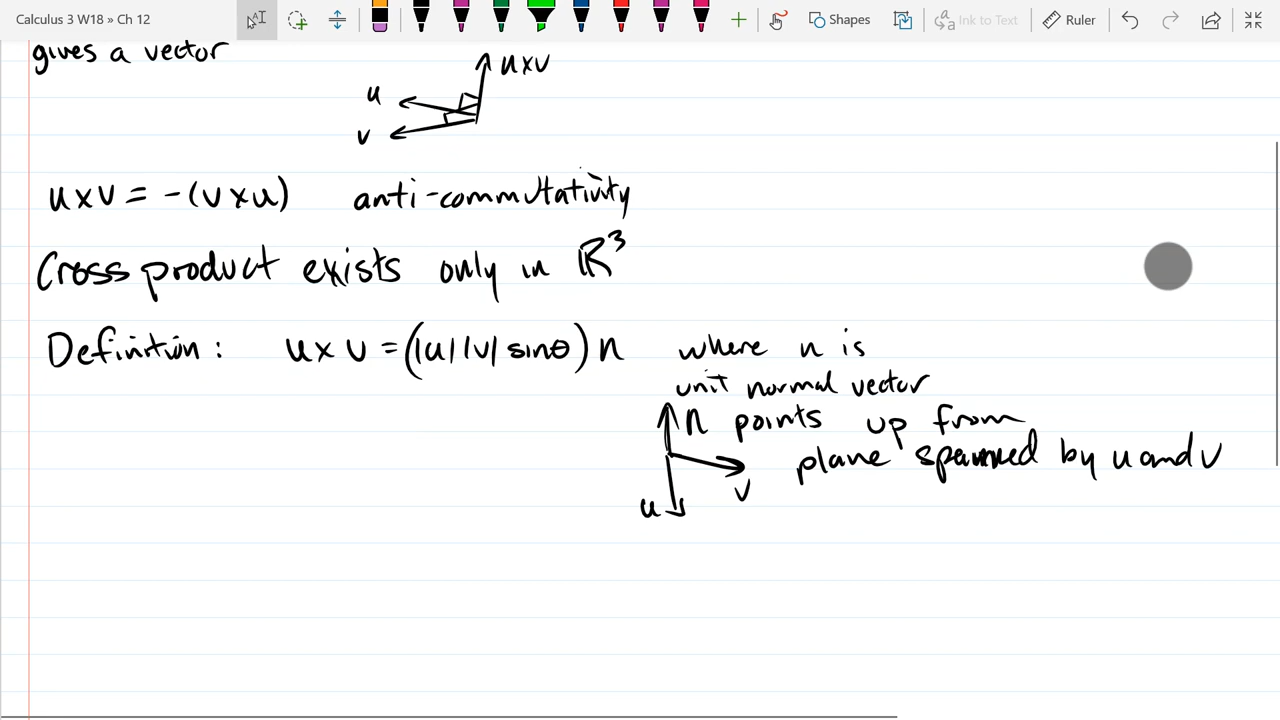 Calculus 3 W18 » Ch 12
Shapes
Ink to Text
Ruler
gives a vector
u×v
u
v
u×v = -(v×u) anti-commutativity
Cross product exists only in ℝ³
Definition: u×v = (|u||v| sinθ) n where n is
unit normal vector
n points up from
plane spanned by u and v
v
u